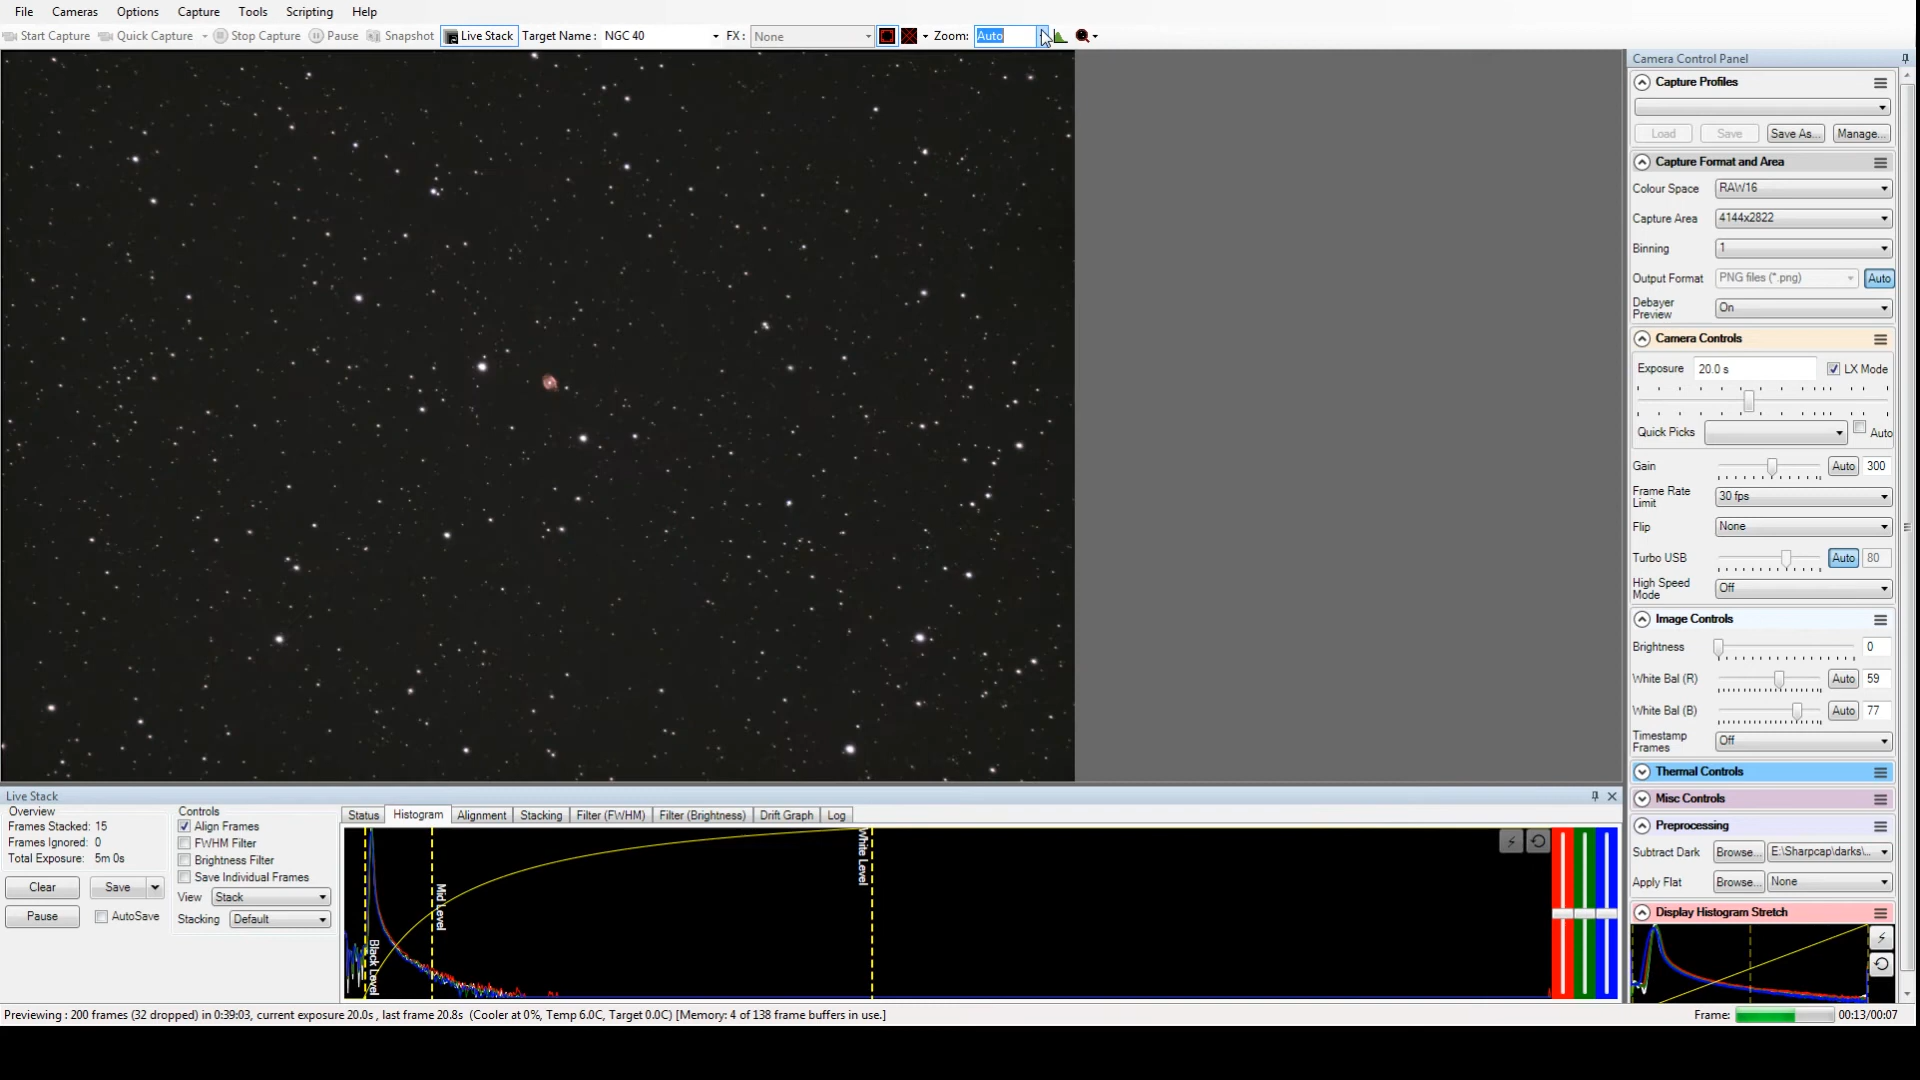 File Cameras Options Capture Tools Scripting Help
Start Capture Quick Capture Stop Capture Pause Snapshot Live Stack Target Name : NGC 40 FX : None Zoom: Auto
Camera Control Panel
Capture Profiles
Load Save Save As... Manage...
Capture Format and Area
Colour Space RAW16
Capture Area 4144x2822
Binning 1
Output Format PNG files (*.png) Auto
Debayer
Preview On
Camera Controls
Exposure 20.0 s LX Mode
Quick Picks Auto
Gain Auto 300
Frame Rate
Limit 30 fps
Flip None
Turbo USB Auto 80
High Speed
Mode Off
Image Controls
Brightness 0
White Bal (R) Auto 59
White Bal (B) Auto 77
Timestamp
Frames Off
Thermal Controls
Misc Controls
Preprocessing
Subtract Dark Browse... E:\Sharpcap\darks\...
Apply Flat Browse... None
Display Histogram Stretch
Live Stack
Overview
Frames Stacked: 15
Frames Ignored: 0
Total Exposure: 5m 0s
Clear Save
Pause AutoSave
Controls
Align Frames
FWHM Filter
Brightness Filter
Save Individual Frames
View Stack
Stacking Default
Status Histogram Alignment Stacking Filter (FWHM) Filter (Brightness) Drift Graph Log
Black Level
Mid Level
White Level
Previewing : 200 frames (32 dropped) in 0:39:03, current exposure 20.0s , last frame 20.8s (Cooler at 0%, Temp 6.0C, Target 0.0C) [Memory: 4 of 138 frame buffers in use.]
Frame: 00:13/00:07